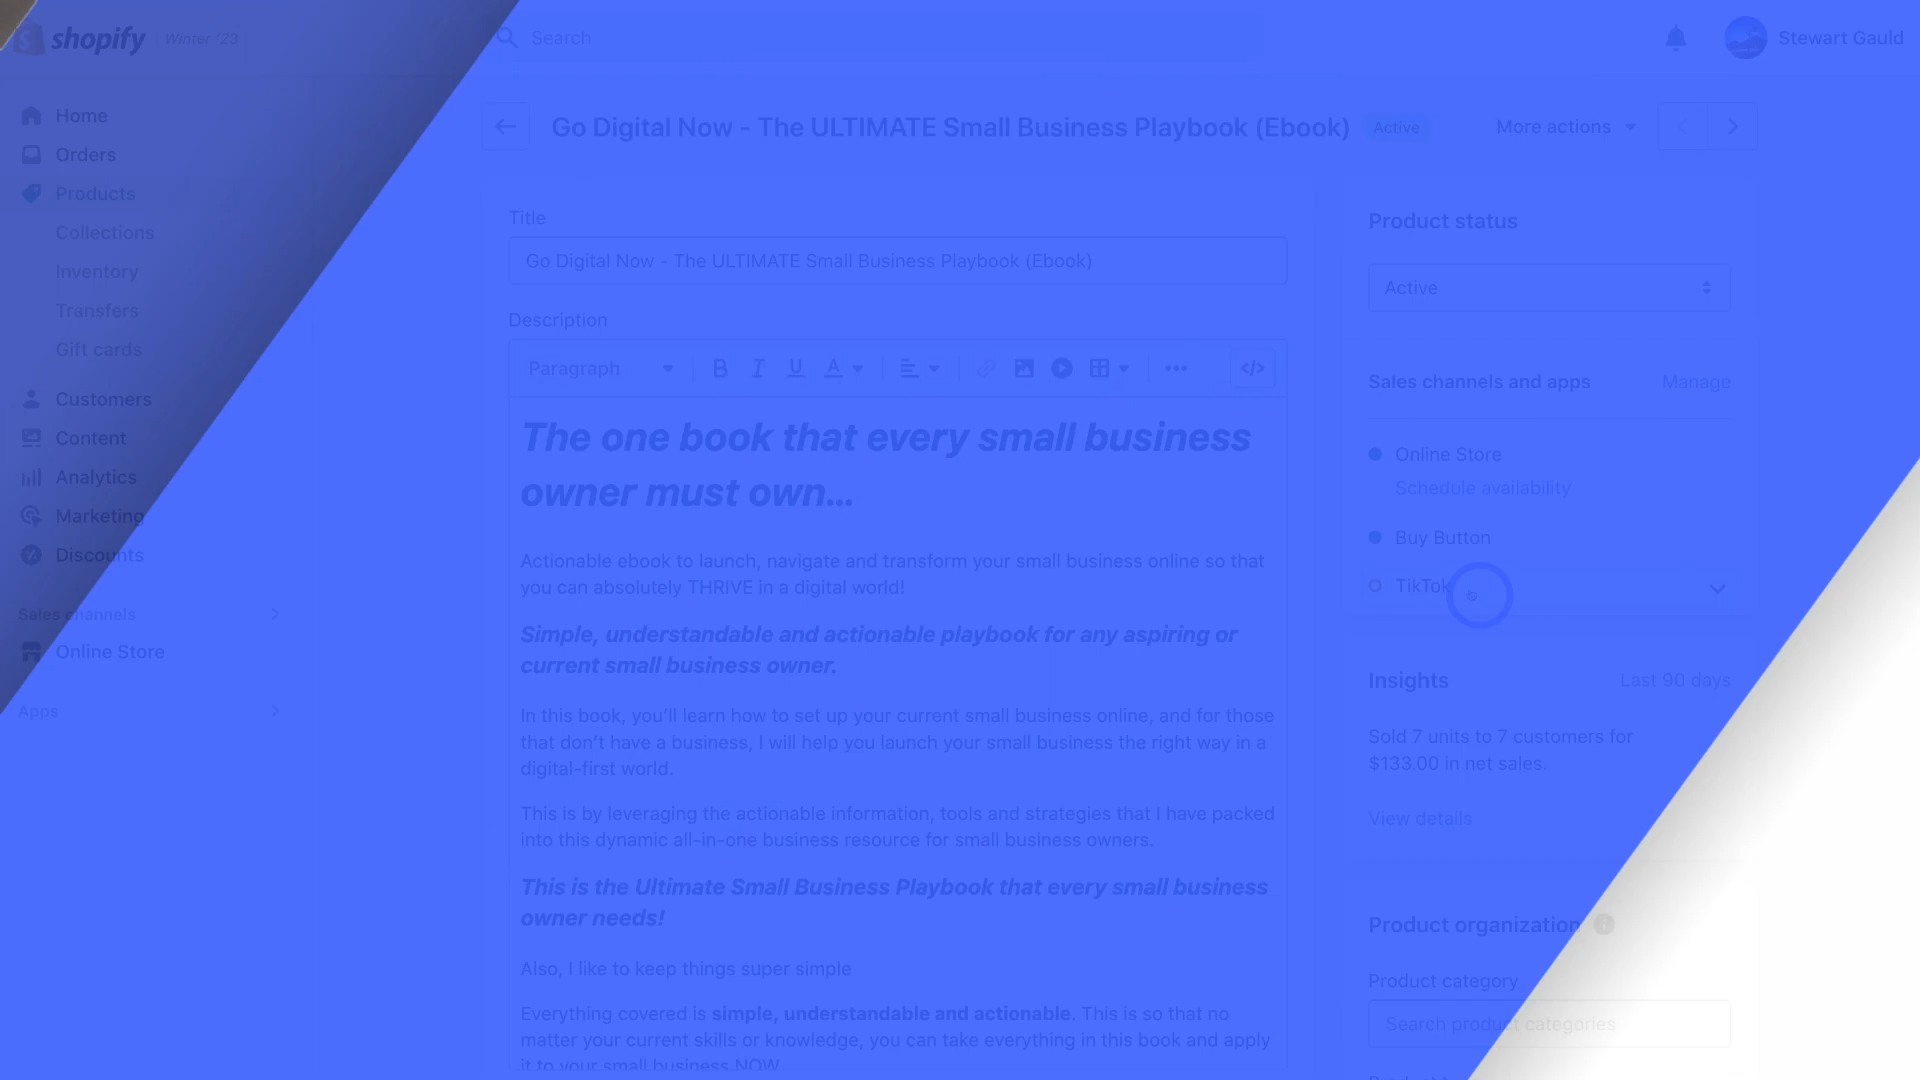 shopify
Winter '23
Search
Stewart Gauld
Home
Orders
Products
Collections
Inventory
Transfers
Gift cards
Customers
Content
Analytics
Marketing
Discounts
Sales channels
Online Store
Apps
Go Digital Now - The ULTIMATE Small Business Playbook (Ebook)
Active
More actions
Title
Go Digital Now - The ULTIMATE Small Business Playbook (Ebook)
Description
Paragraph
B I U A
</>
The one book that every small business
owner must own...
Actionable ebook to launch, navigate and transform your small business online so that
you can absolutely THRIVE in a digital world!
Simple, understandable and actionable playbook for any aspiring or
current small business owner.
In this book, you'll learn how to set up your current small business online, and for those
that don't have a business, I will help you launch your small business the right way in a
digital-first world.
This is by leveraging the actionable information, tools and strategies that I have packed
into this dynamic all-in-one business resource for small business owners.
This is the Ultimate Small Business Playbook that every small business
owner needs!
Also, I like to keep things super simple
Everything covered is simple, understandable and actionable. This is so that no
matter your current skills or knowledge, you can take everything in this book and apply
it to your small business NOW
Product status
Active
Sales channels and apps
Manage
Online Store
Schedule availability
Buy Button
TikTok
Insights
Last 90 days
Sold 7 units to 7 customers for
$133.00 in net sales.
View details
Product organization
Product category
Search product categories